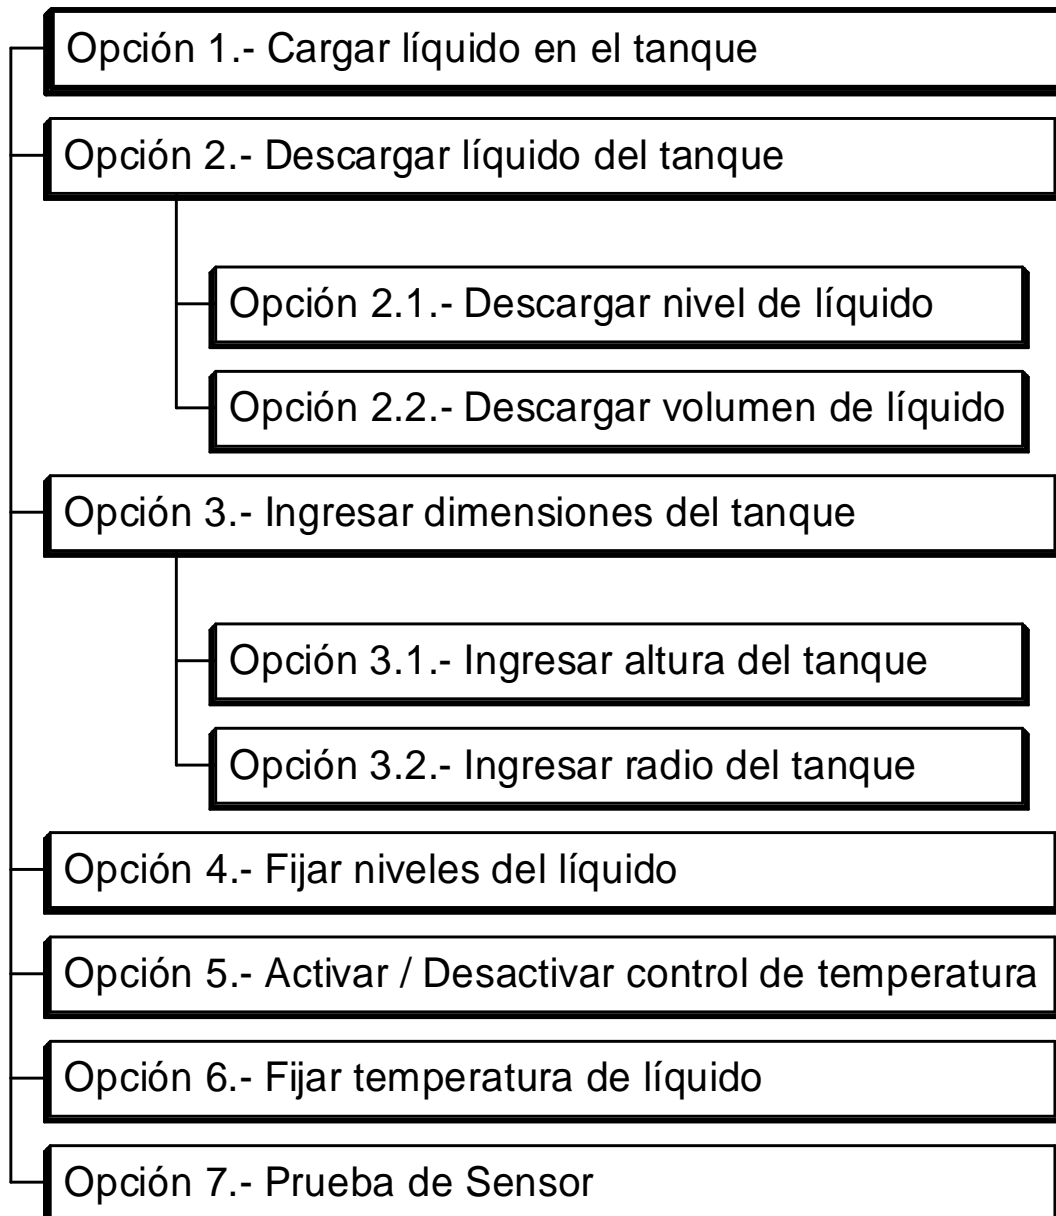 Opción 1.- Cargar líquido en el tanque
Opción 2.- Descargar líquido del tanque
Opción 2.1.- Descargar nivel de líquido
Opción 2.2.- Descargar volumen de líquido
Opción 3.- Ingresar dimensiones del tanque
Opción 3.1.- Ingresar altura del tanque
Opción 3.2.- Ingresar radio del tanque
Opción 4.- Fijar niveles del líquido
Opción 5.- Activar / Desactivar control de temperatura
Opción 6.- Fijar temperatura de líquido
Opción 7.- Prueba de Sensor